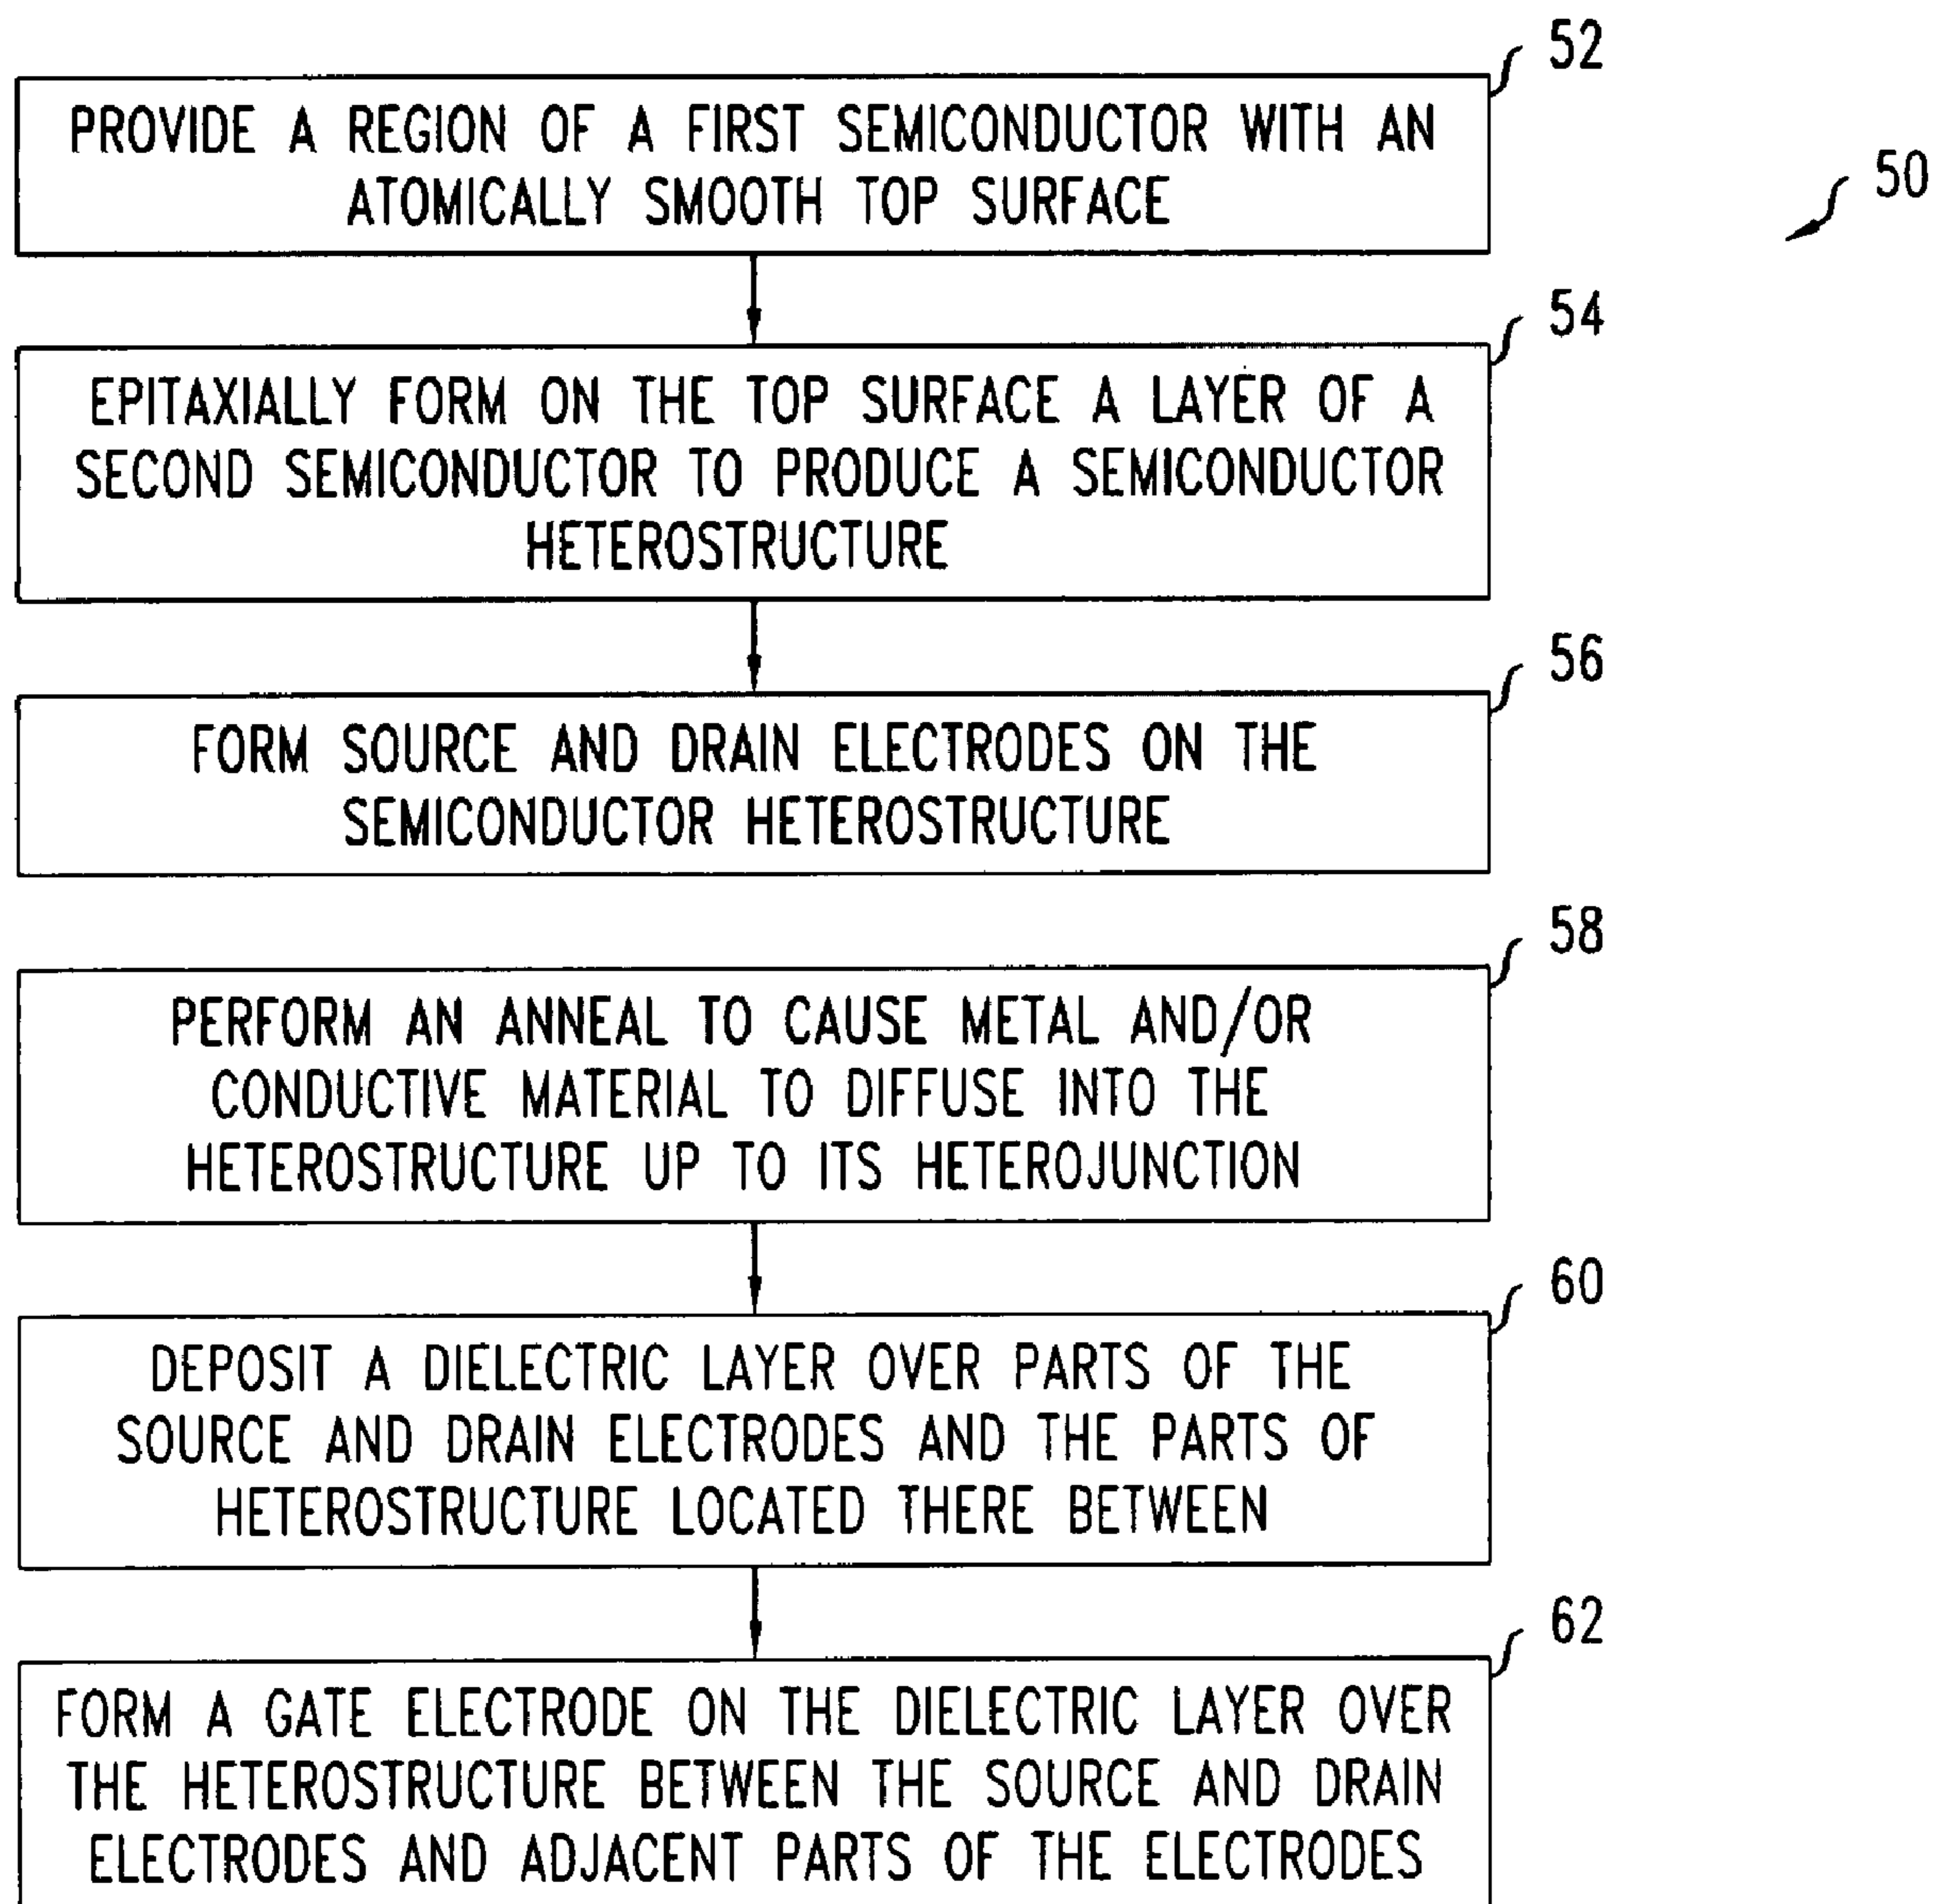 52
PROVIDE A REGION OF A FIRST SEMICONDUCTOR WITH AN
ATOMICALLY SMOOTH TOP SURFACE
50
54
EPITAXIALLY FORM ON THE TOP SURFACE A LAYER OF A
SECOND SEMICONDUCTOR TO PRODUCE A SEMICONDUCTOR
HETEROSTRUCTURE
56
FORM SOURCE AND DRAIN ELECTRODES ON THE
SEMICONDUCTOR HETEROSTRUCTURE
58
PERFORM AN ANNEAL TO CAUSE METAL AND/OR
CONDUCTIVE MATERIAL TO DIFFUSE INTO THE
HETEROSTRUCTURE UP TO ITS HETEROJUNCTION
60
DEPOSIT A DIELECTRIC LAYER OVER PARTS OF THE
SOURCE AND DRAIN ELECTRODES AND THE PARTS OF
HETEROSTRUCTURE LOCATED THERE BETWEEN
62
FORM A GATE ELECTRODE ON THE DIELECTRIC LAYER OVER
THE HETEROSTRUCTURE BETWEEN THE SOURCE AND DRAIN
ELECTRODES AND ADJACENT PARTS OF THE ELECTRODES